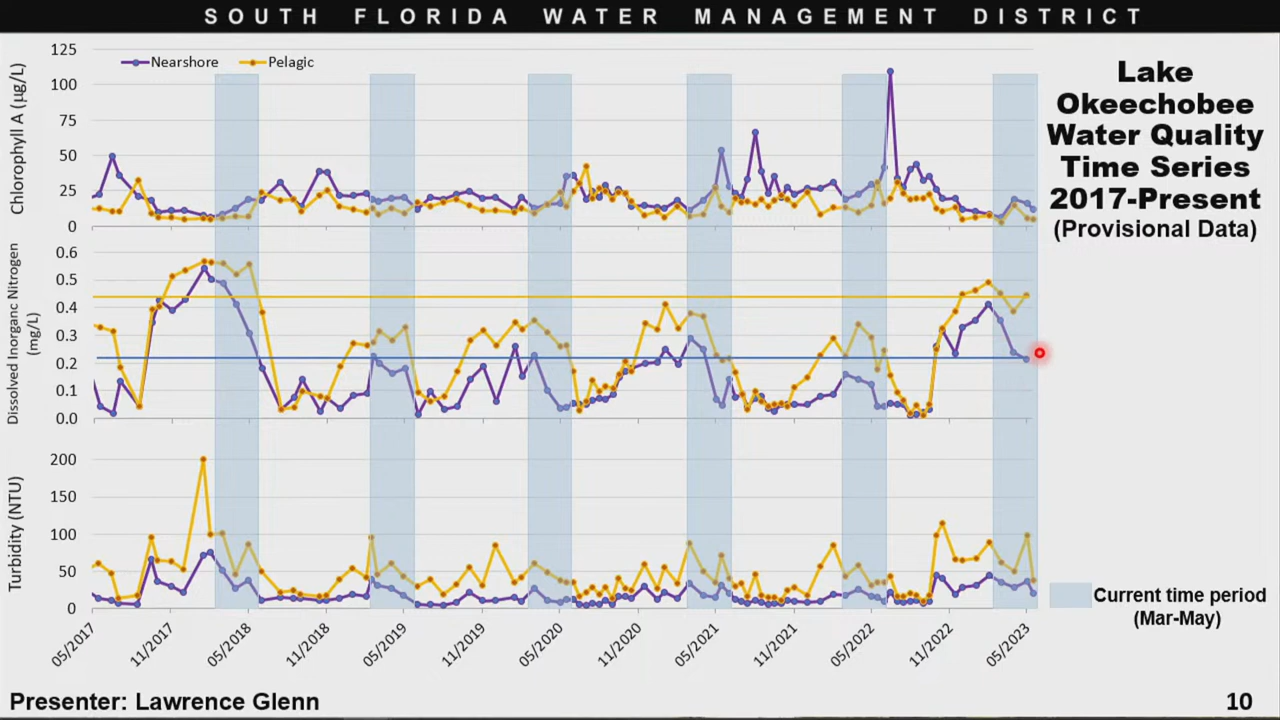 SOUTH FLORIDA WATER MANAGEMENT DISTRICT
Lake
Okeechobee
Water Quality
Time Series
2017-Present
(Provisional Data)
Nearshore
Pelagic
Chlorophyll A (µg/L)
125
100
75
50
25
0
Dissolved Inorganc Nitrogen
(mg/L)
0.6
0.5
0.4
0.3
0.2
0.1
0.0
Turbidity (NTU)
200
150
100
50
0
05/2017
11/2017
05/2018
11/2018
05/2019
11/2019
05/2020
11/2020
05/2021
11/2021
05/2022
11/2022
05/2023
Current time period
(Mar-May)
Presenter: Lawrence Glenn
10